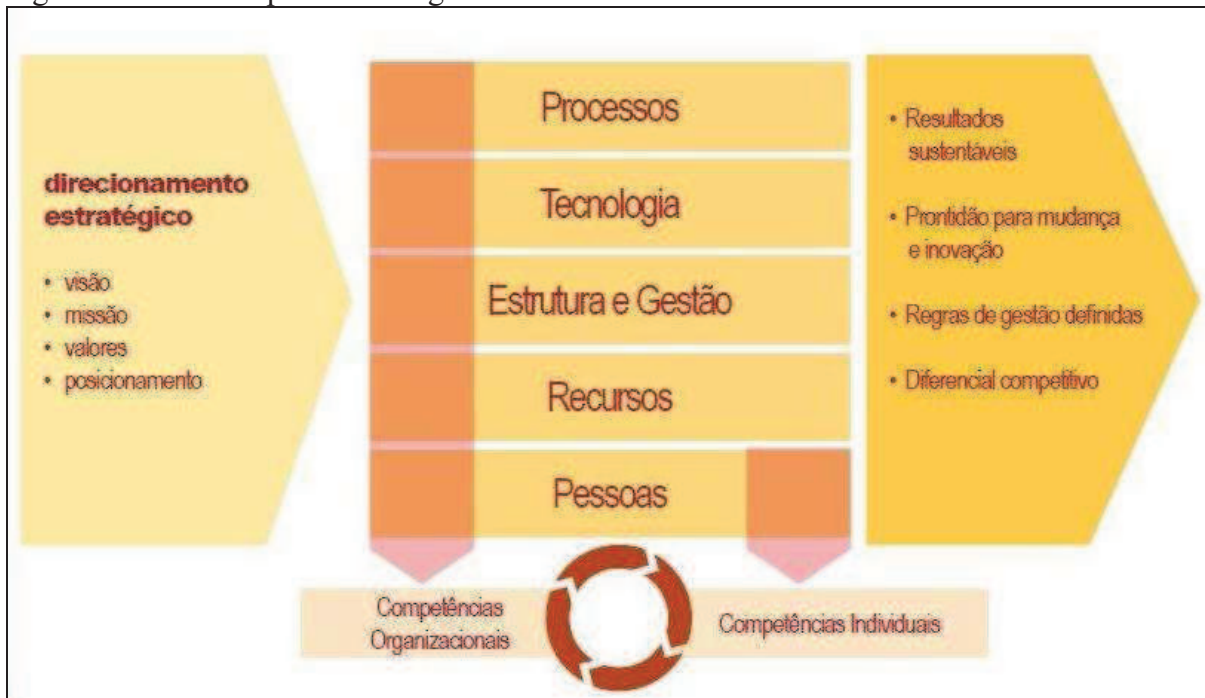 direcionamento
estratégico
• visão
• missão
• valores
• posicionamento
Processos
Tecnologia
Estrutura e Gestão
Recursos
Pessoas
• Resultados
sustentáveis
• Prontidão para mudança
e inovação
• Regras de gestão definidas
• Diferencial competitivo
Competências
Organizacionais
Competências Individuais